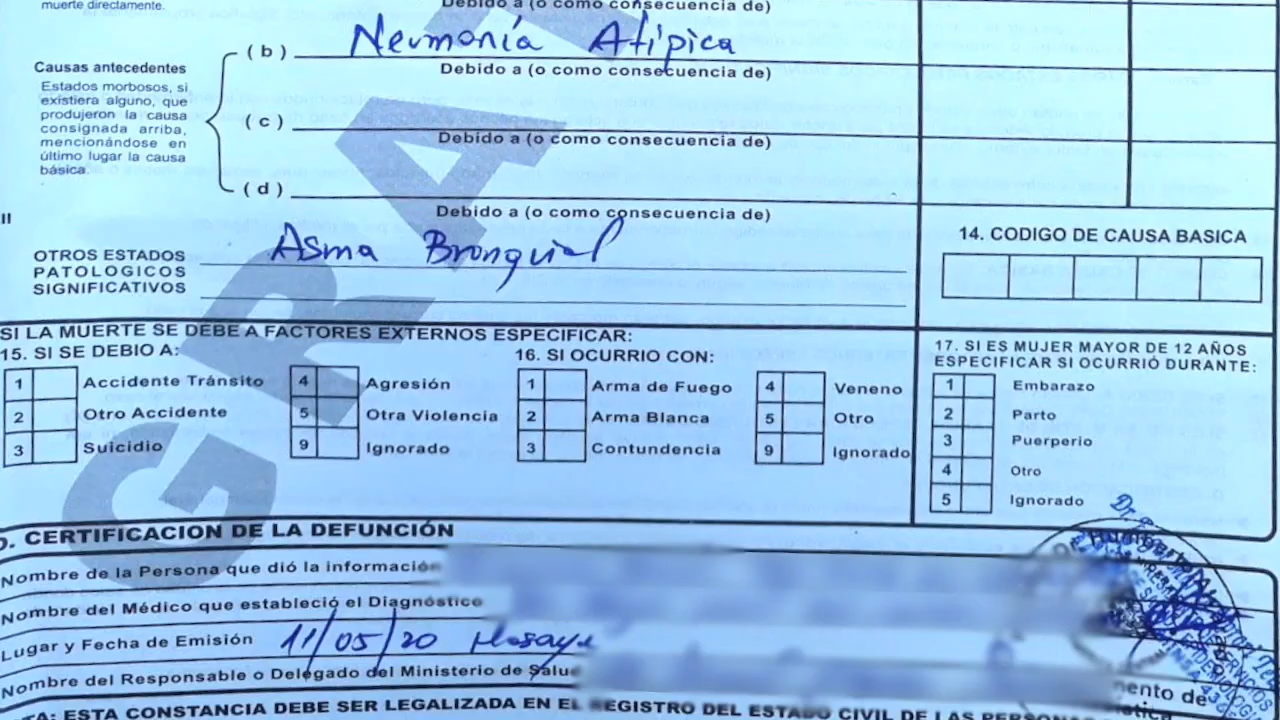 muerte directamente.
Debido a (o como consecuencia de)
(b) Neumonía Atípica
Debido a (o como consecuencia de)
Causas antecedentes
Estados morbosos, si
existiera alguno, que
produjeron la causa
consignada arriba,
mencionándose en
último lugar la causa
básica.
(c)
Debido a (o como consecuencia de)
(d)
Debido a (o como consecuencia de)
II
OTROS ESTADOS
PATOLOGICOS
SIGNIFICATIVOS
Asma Bronquial
14. CODIGO DE CAUSA BASICA
GRAT
SI LA MUERTE SE DEBE A FACTORES EXTERNOS ESPECIFICAR:
15. SI SE DEBIO A:
1 Accidente Tránsito
2 Otro Accidente
3 Suicidio
4 Agresión
5 Otra Violencia
9 Ignorado
16. SI OCURRIO CON:
1 Arma de Fuego
2 Arma Blanca
3 Contundencia
4 Veneno
5 Otro
9 Ignorado
17. SI ES MUJER MAYOR DE 12 AÑOS
ESPECIFICAR SI OCURRIÓ DURANTE:
1 Embarazo
2 Parto
3 Puerperio
4 Otro
5 Ignorado
D. CERTIFICACION DE LA DEFUNCIÓN
Nombre de la Persona que dió la información
Nombre del Médico que estableció el Diagnóstico
Lugar y Fecha de Emisión 11/05/20 Masaya
Nombre del Responsable o Delegado del Ministerio de Salud
ESTA CONSTANCIA DEBE SER LEGALIZADA EN EL REGISTRO DEL ESTADO CIVIL DE LAS